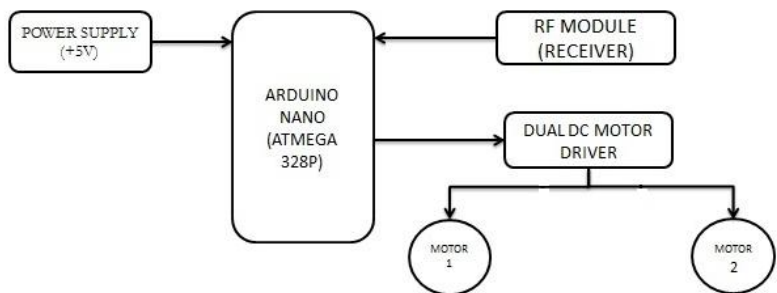 POWER SUPPLY
(+5V)
RF MODULE
(RECEIVER)
ARDUINO
NANO
(ATMEGA
328P)
DUAL DC MOTOR
DRIVER
MOTOR
1
MOTOR
2